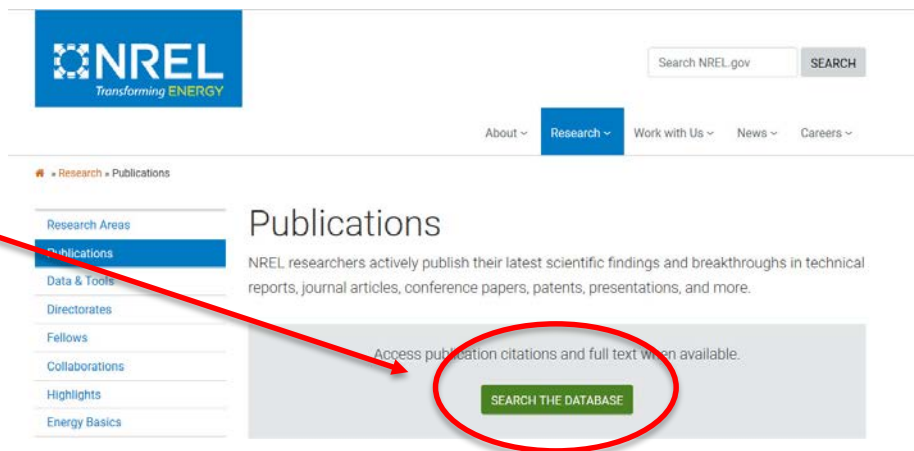 NREL
Transforming ENERGY
Search NREL.gov
SEARCH
About
Research
Work with Us
News
Careers
» Research » Publications
Research Areas
Publications
Data & Tools
Directorates
Fellows
Collaborations
Highlights
Energy Basics
Publications
NREL researchers actively publish their latest scientific findings and breakthroughs in technical
reports, journal articles, conference papers, patents, presentations, and more.
Access publication citations and full text when available.
SEARCH THE DATABASE